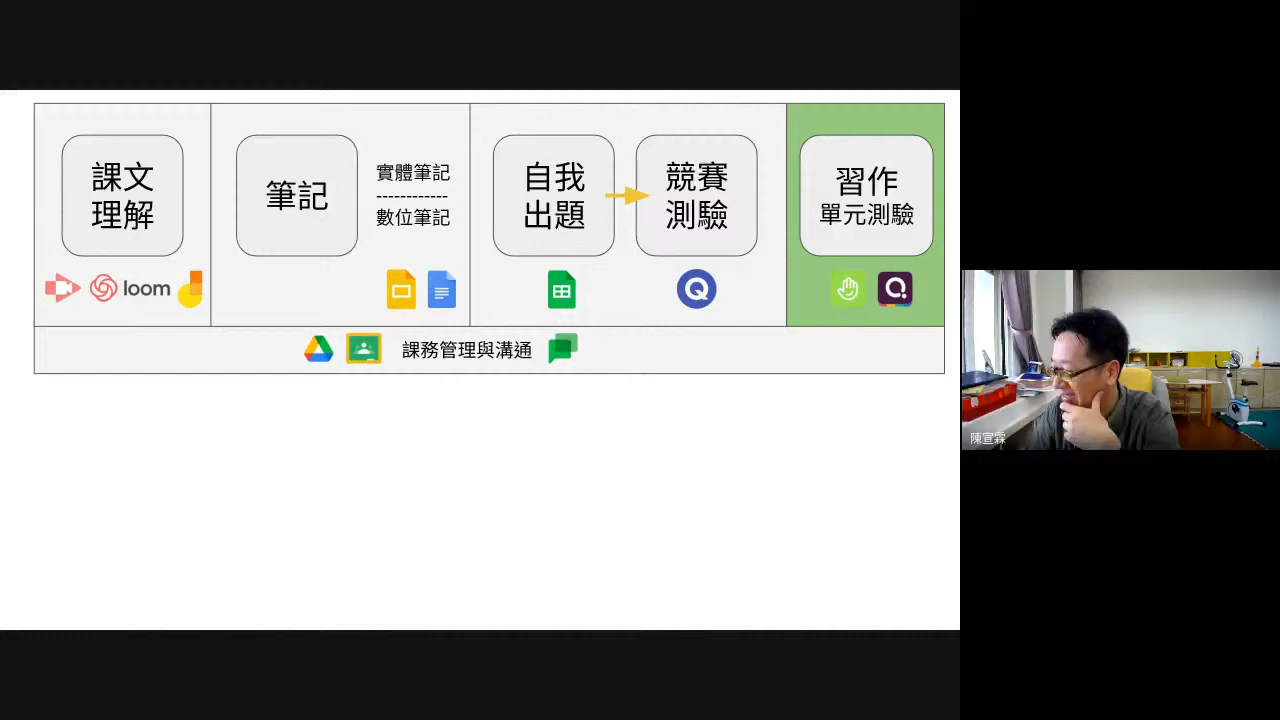 課文
理解
筆記
實體筆記
------------
數位筆記
自我
出題
競賽
測驗
習作
單元測驗
loom
課務管理與溝通
陳宣霖